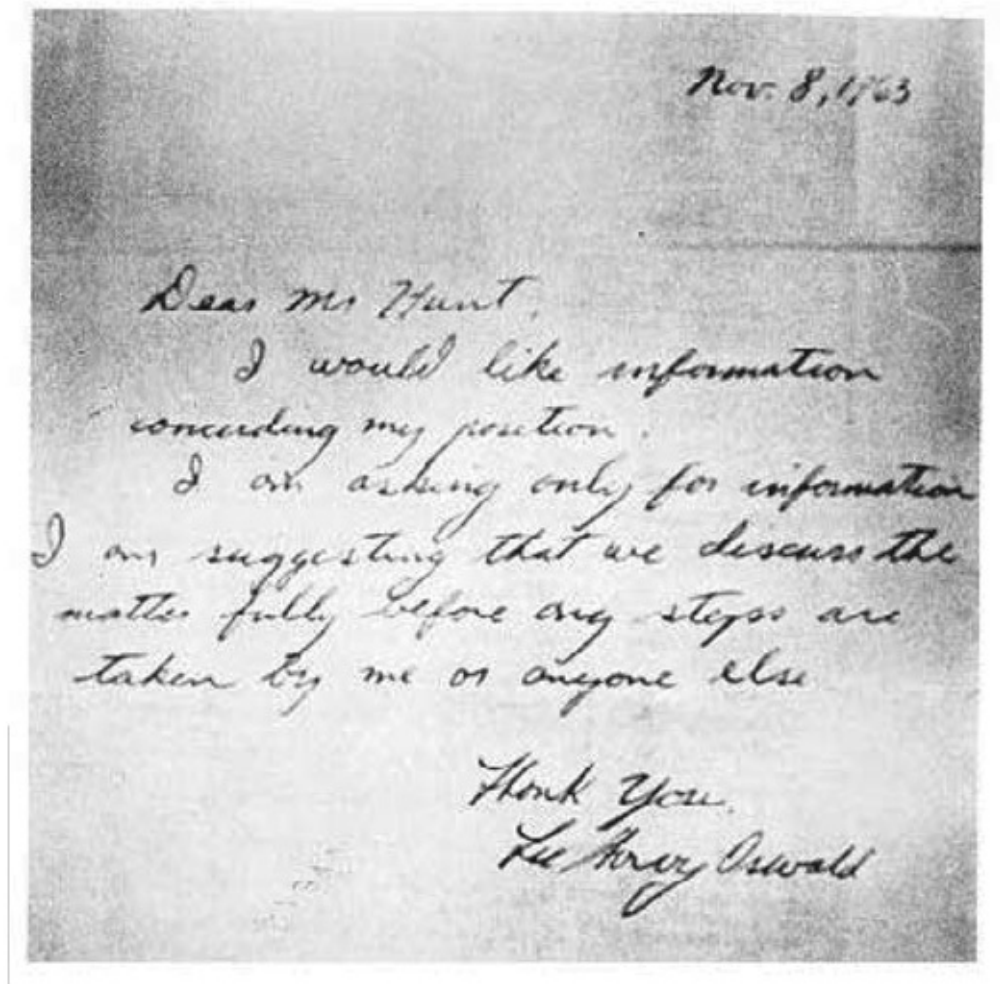 Nov. 8, 1963
Dear Mr Hunt,
I would like information
concerding my position.
I am asking only for information
I am suggesting that we discuss the
matter fully before any steps are
taken by me or anyone else
Thank You.
Lee Harvey Oswald